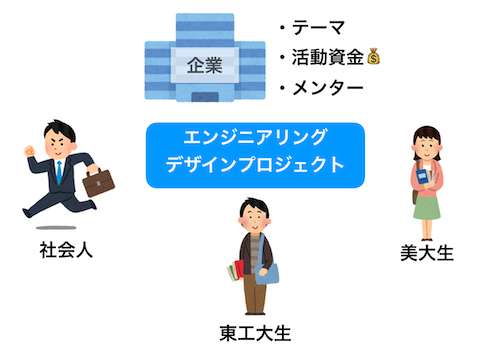 企業
・テーマ
・活動資金💰
・メンター
エンジニアリング
デザインプロジェクト
社会人
東工大生
美大生